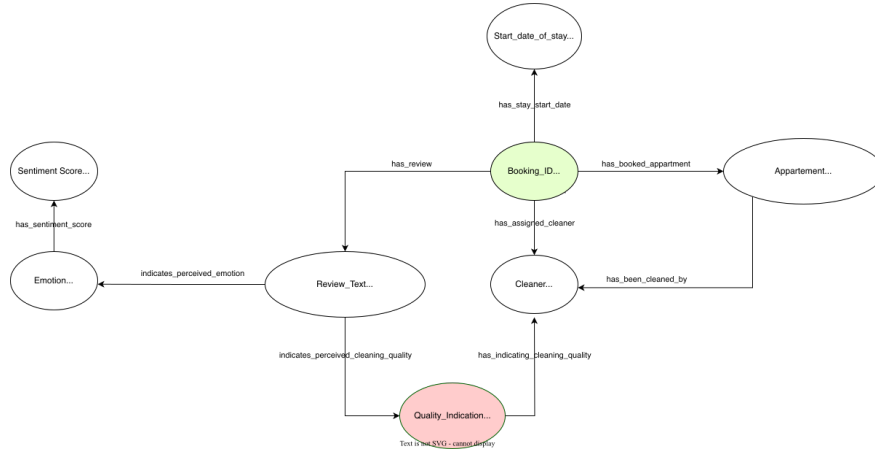 Start_date_of_stay...
has_stay_start_date
Sentiment Score...
has_review
Booking_ID...
has_booked_appartment
Appartement...
has_sentiment_score
has_assigned_cleaner
Emotion...
indicates_perceived_emotion
Review_Text...
Cleaner...
has_been_cleaned_by
indicates_perceived_cleaning_quality
has_indicating_cleaning_quality
Quality_Indication...
Text is not SVG - cannot display